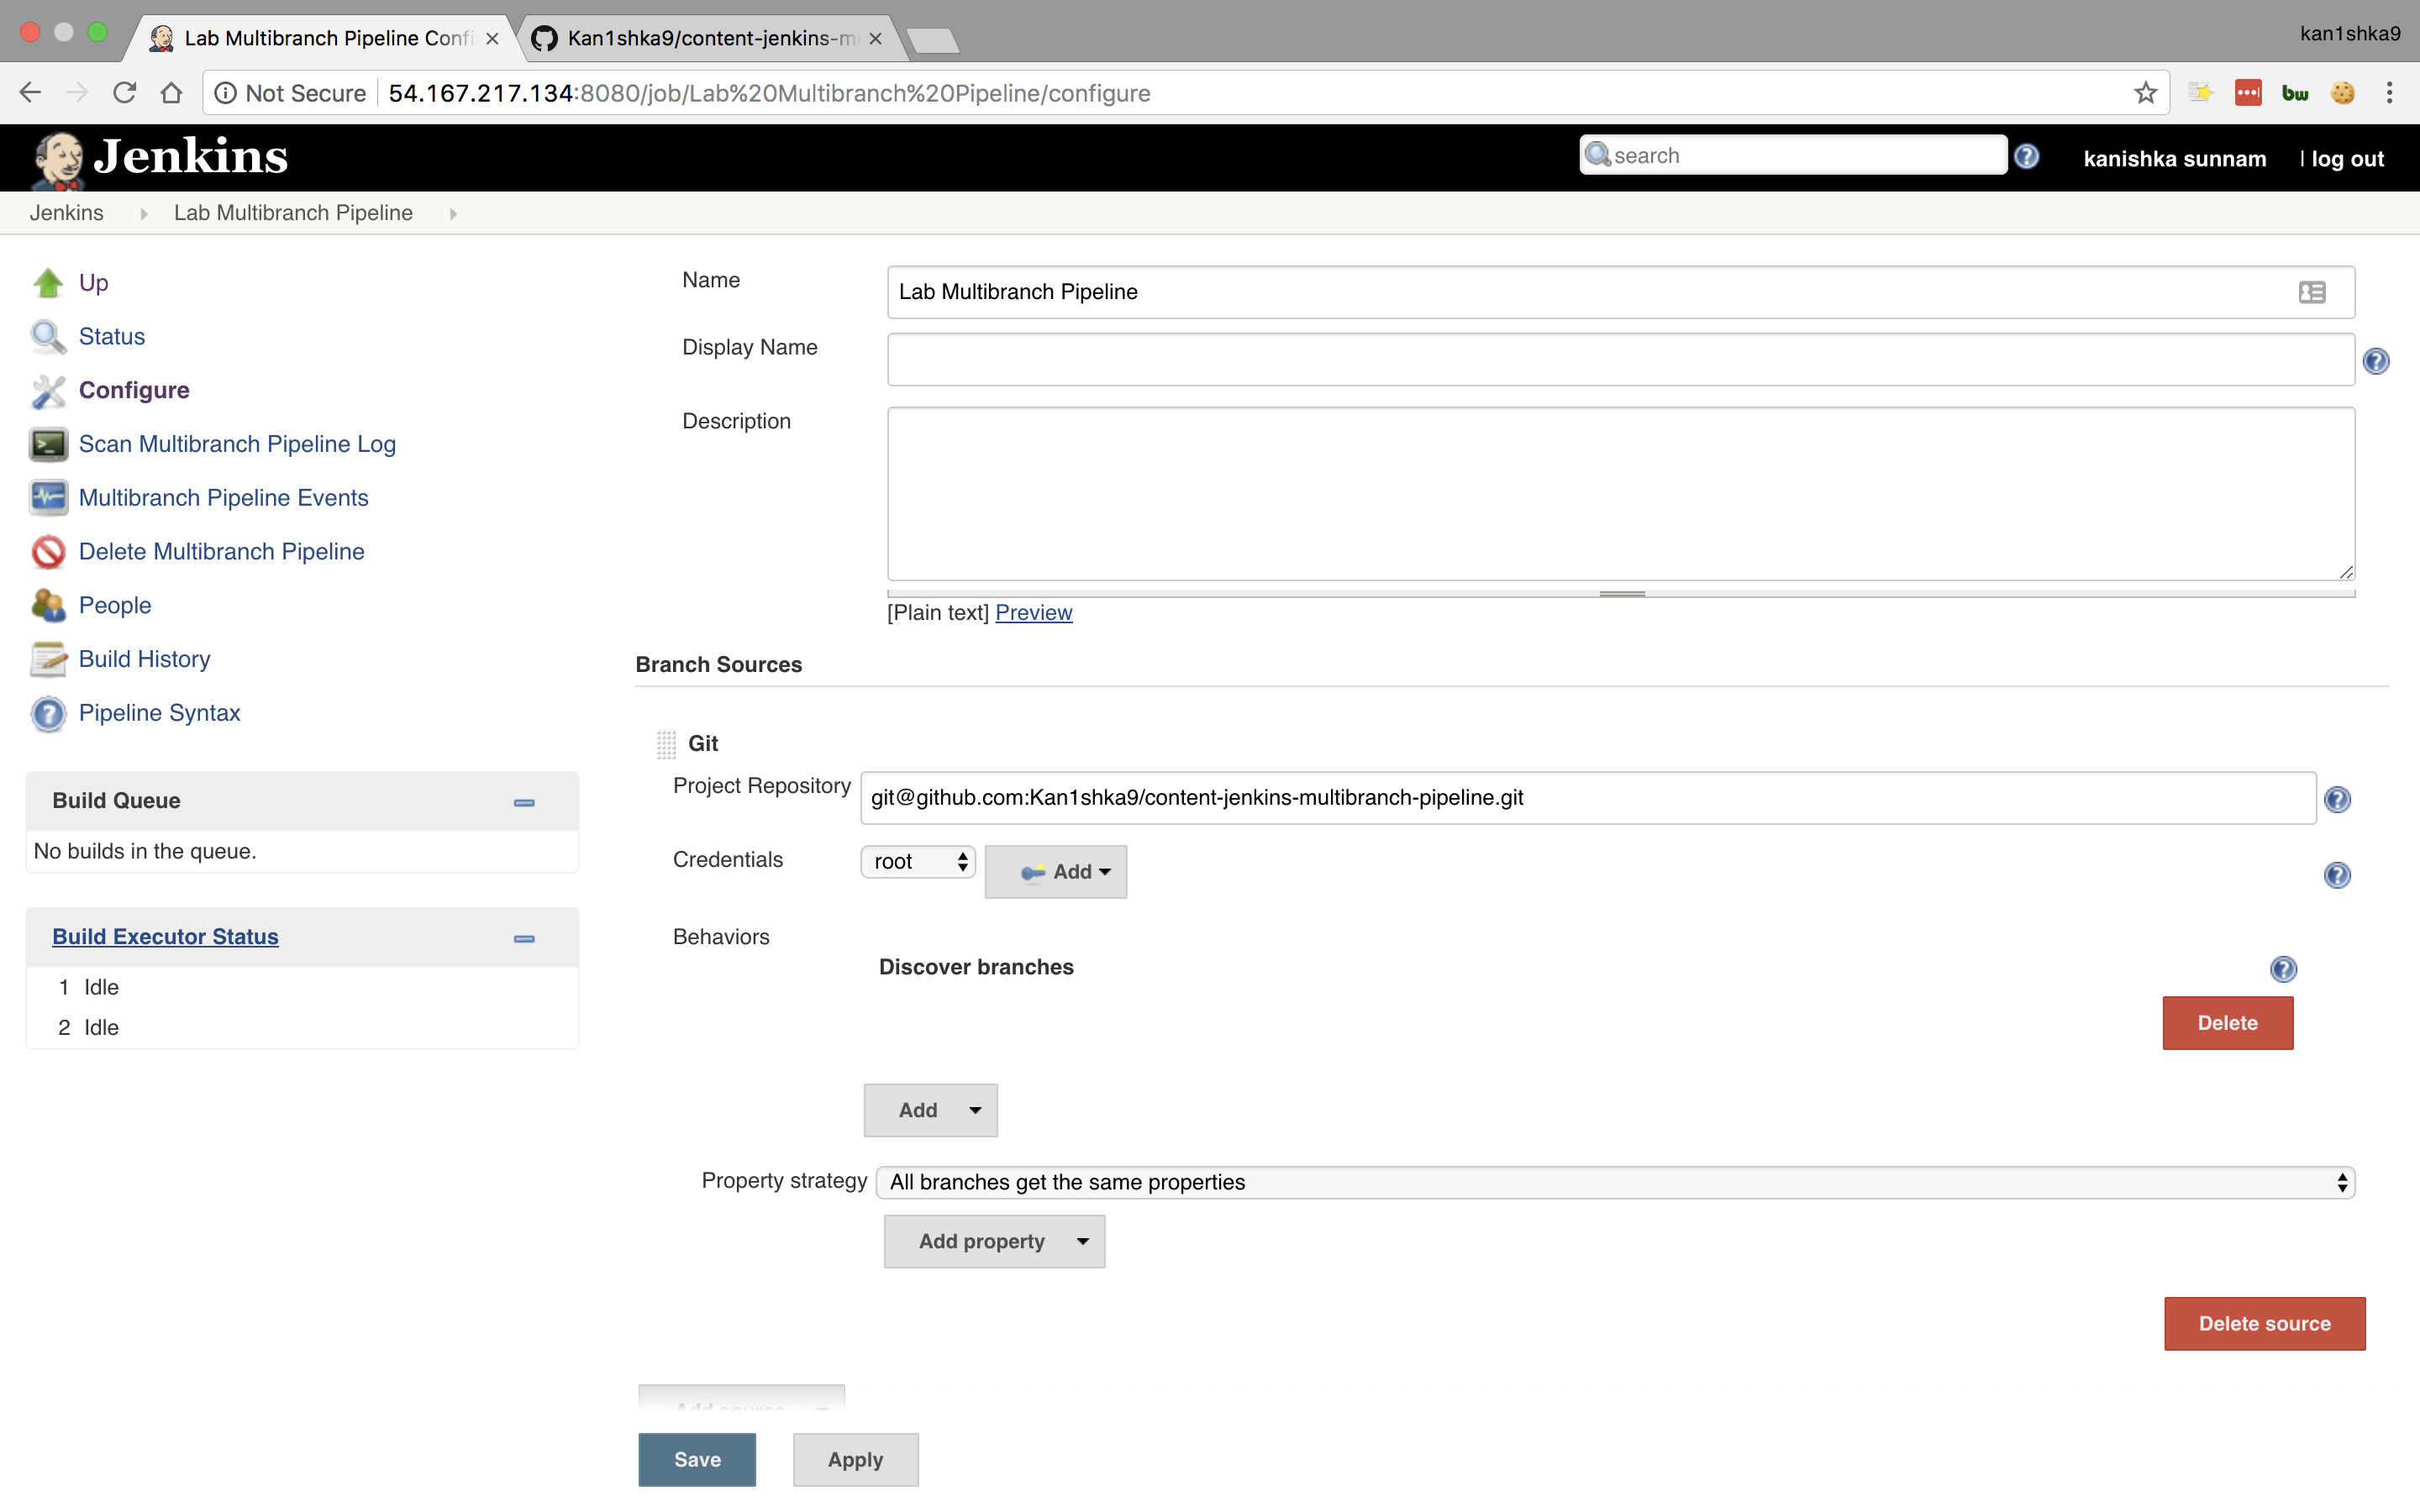 Lab Multibranch Pipeline Confi
Kan1shka9/content-jenkins-m
kan1shka9
Not Secure
54.167.217.134:8080/job/Lab%20Multibranch%20Pipeline/configure
bw
Jenkins
search
kanishka sunnam
| log out
Jenkins
Lab Multibranch Pipeline
Up
Status
Configure
Scan Multibranch Pipeline Log
Multibranch Pipeline Events
Delete Multibranch Pipeline
People
Build History
Pipeline Syntax
Build Queue
No builds in the queue.
Build Executor Status
1 Idle
2 Idle
Name
Lab Multibranch Pipeline
Display Name
Description
[Plain text] Preview
Branch Sources
Git
Project Repository
git@github.com:Kan1shka9/content-jenkins-multibranch-pipeline.git
Credentials
root
Add
Behaviors
Discover branches
Delete
Add
Property strategy
All branches get the same properties
Add property
Delete source
Add source
Save
Apply